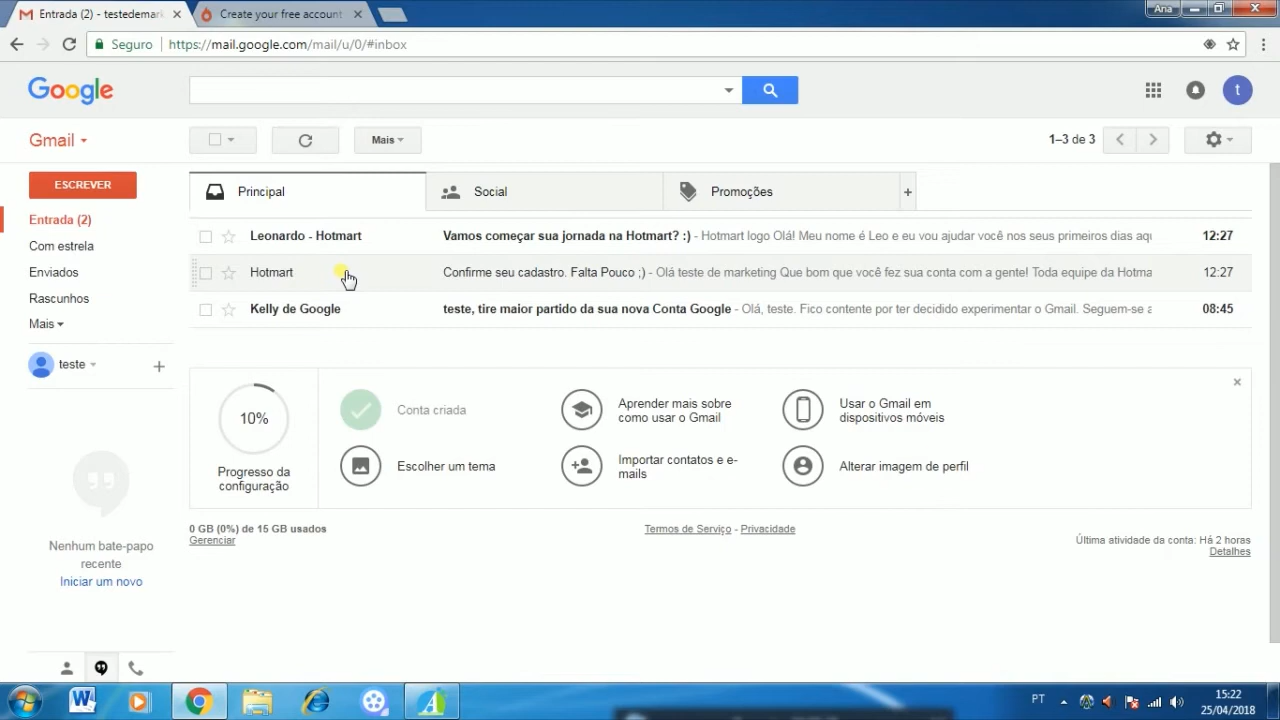 Entrada (2) - testedemark
Create your free account
Ana
Seguro
https://mail.google.com/mail/u/0/#inbox
Google
t
Gmail
Mais
1–3 de 3
ESCREVER
Principal
Social
Promoções
+
Entrada (2)
Com estrela
Enviados
Rascunhos
Mais
Leonardo - Hotmart Vamos começar sua jornada na Hotmart? :) - Hotmart logo Olá! Meu nome é Leo e eu vou ajudar você nos seus primeiros dias aqu 12:27
Hotmart Confirme seu cadastro. Falta Pouco ;) - Olá teste de marketing Que bom que você fez sua conta com a gente! Toda equipe da Hotma 12:27
Kelly de Google teste, tire maior partido da sua nova Conta Google - Olá, teste. Fico contente por ter decidido experimentar o Gmail. Seguem-se a 08:45
teste
+
10%
Progresso da
configuração
Conta criada
Aprender mais sobre
como usar o Gmail
Usar o Gmail em
dispositivos móveis
Escolher um tema
Importar contatos e e-
mails
Alterar imagem de perfil
0 GB (0%) de 15 GB usados
Gerenciar
Termos de Serviço - Privacidade
Última atividade da conta: Há 2 horas
Detalhes
Nenhum bate-papo
recente
Iniciar um novo
PT
15:22
25/04/2018